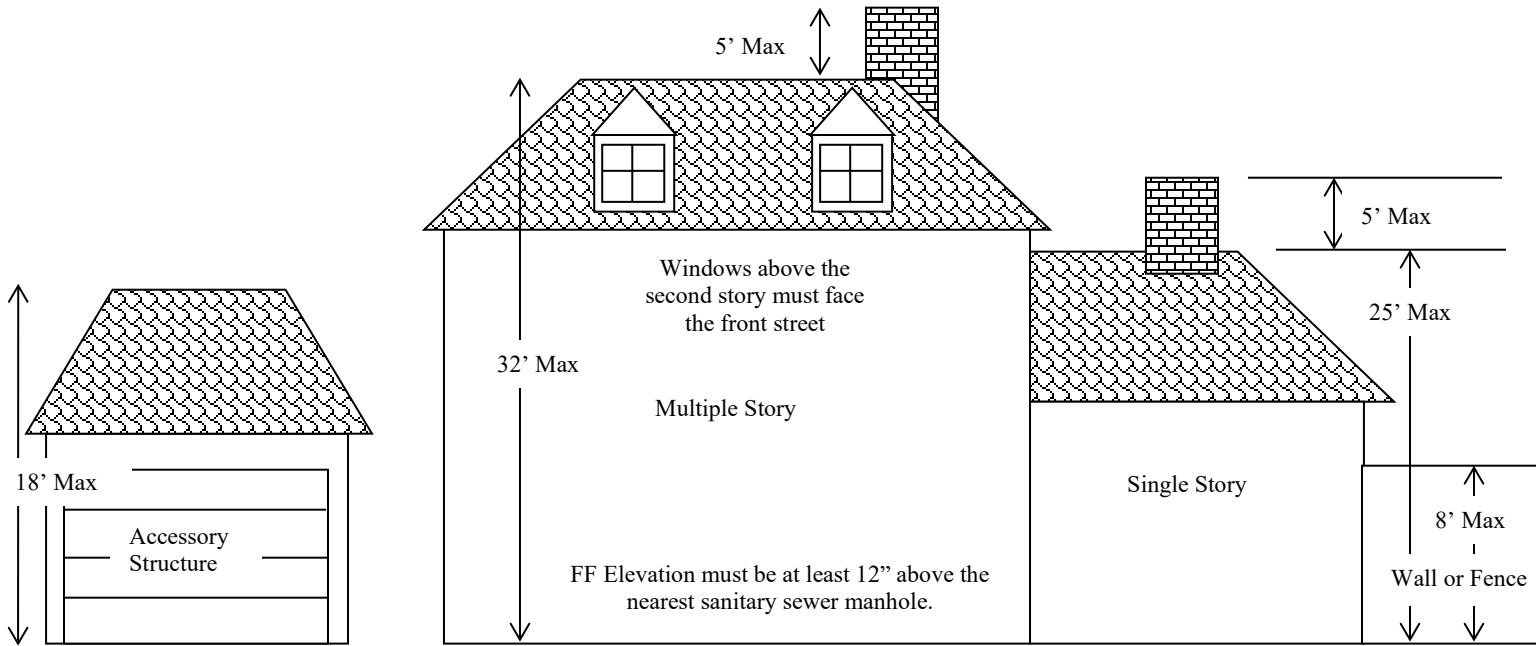 5’ Max
5’ Max
Windows above the
second story must face
the front street
25’ Max
32’ Max
Multiple Story
18’ Max
Single Story
8’ Max
Accessory
Structure
FF Elevation must be at least 12” above the
nearest sanitary sewer manhole.
Wall or Fence